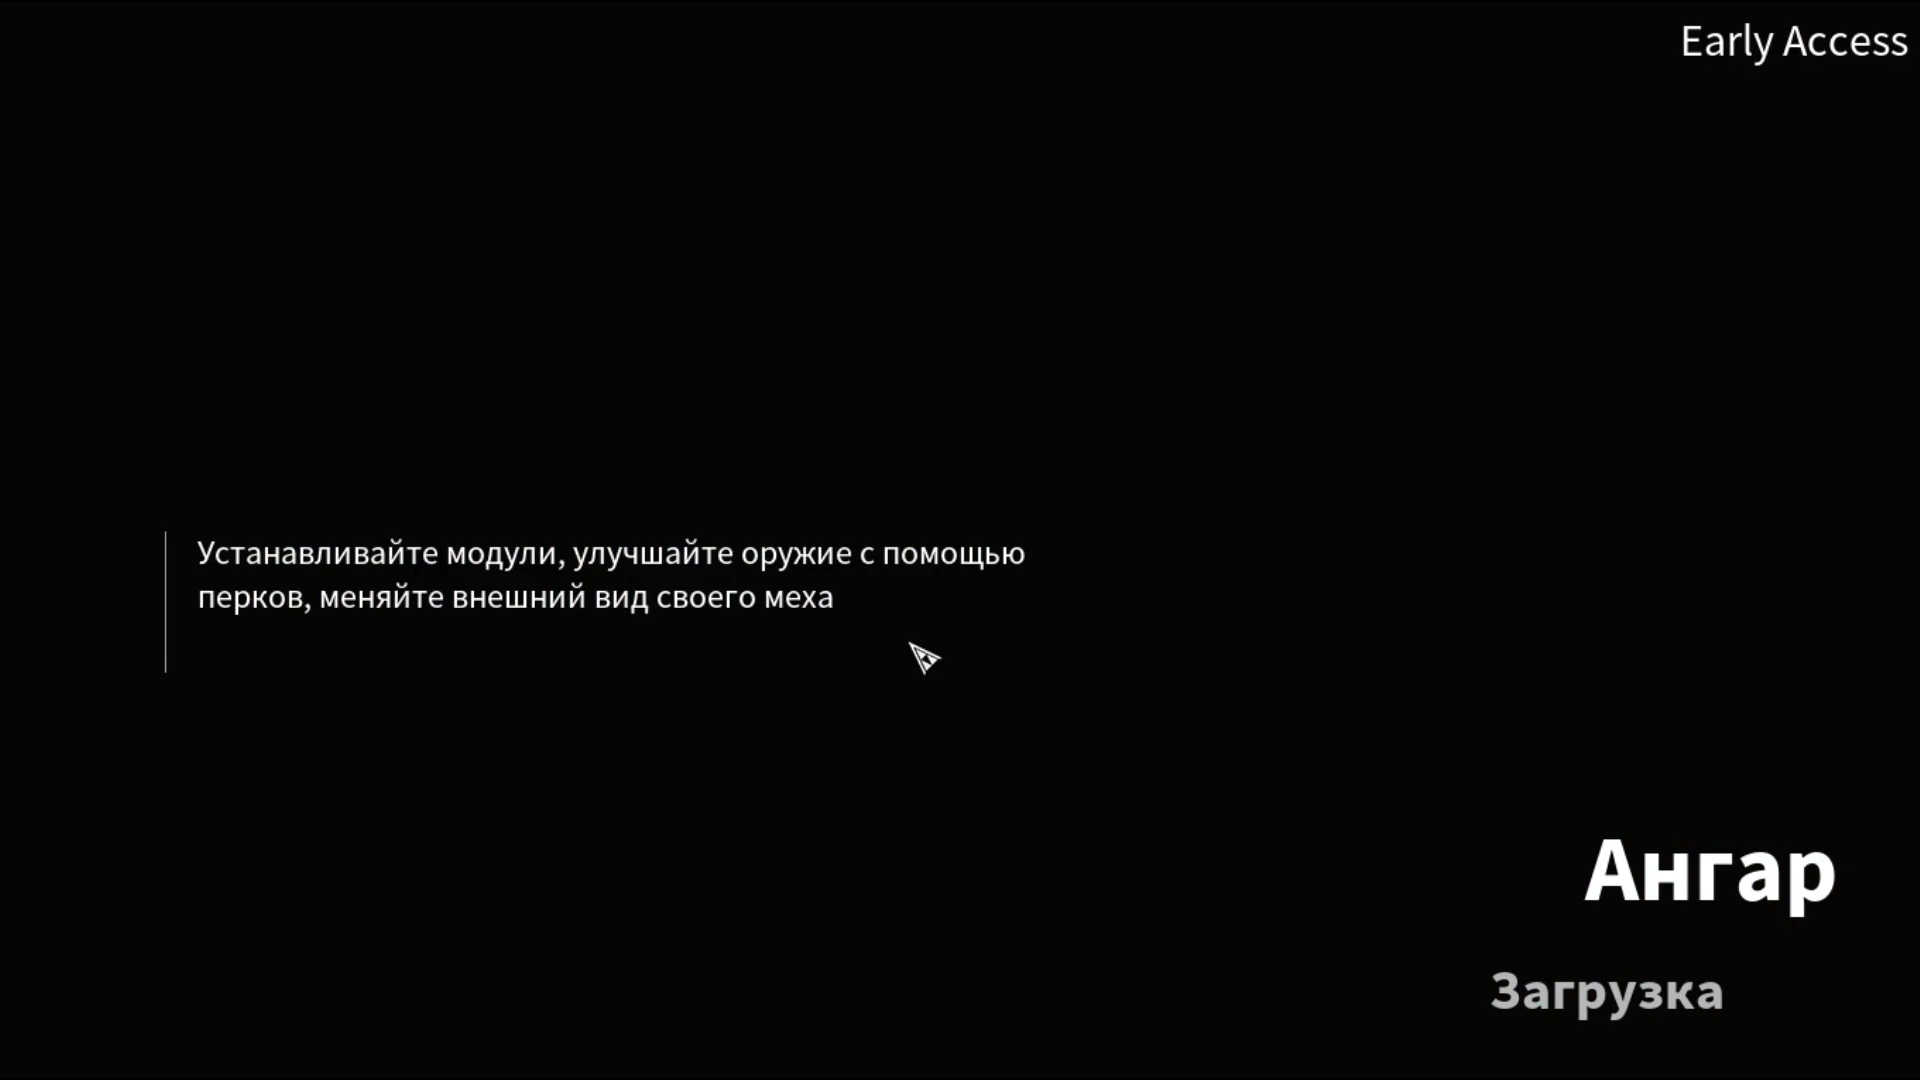 Early Access
Устанавливайте модули, улучшайте оружие с помощью
перков, меняйте внешний вид своего меха
Ангар
Загрузка